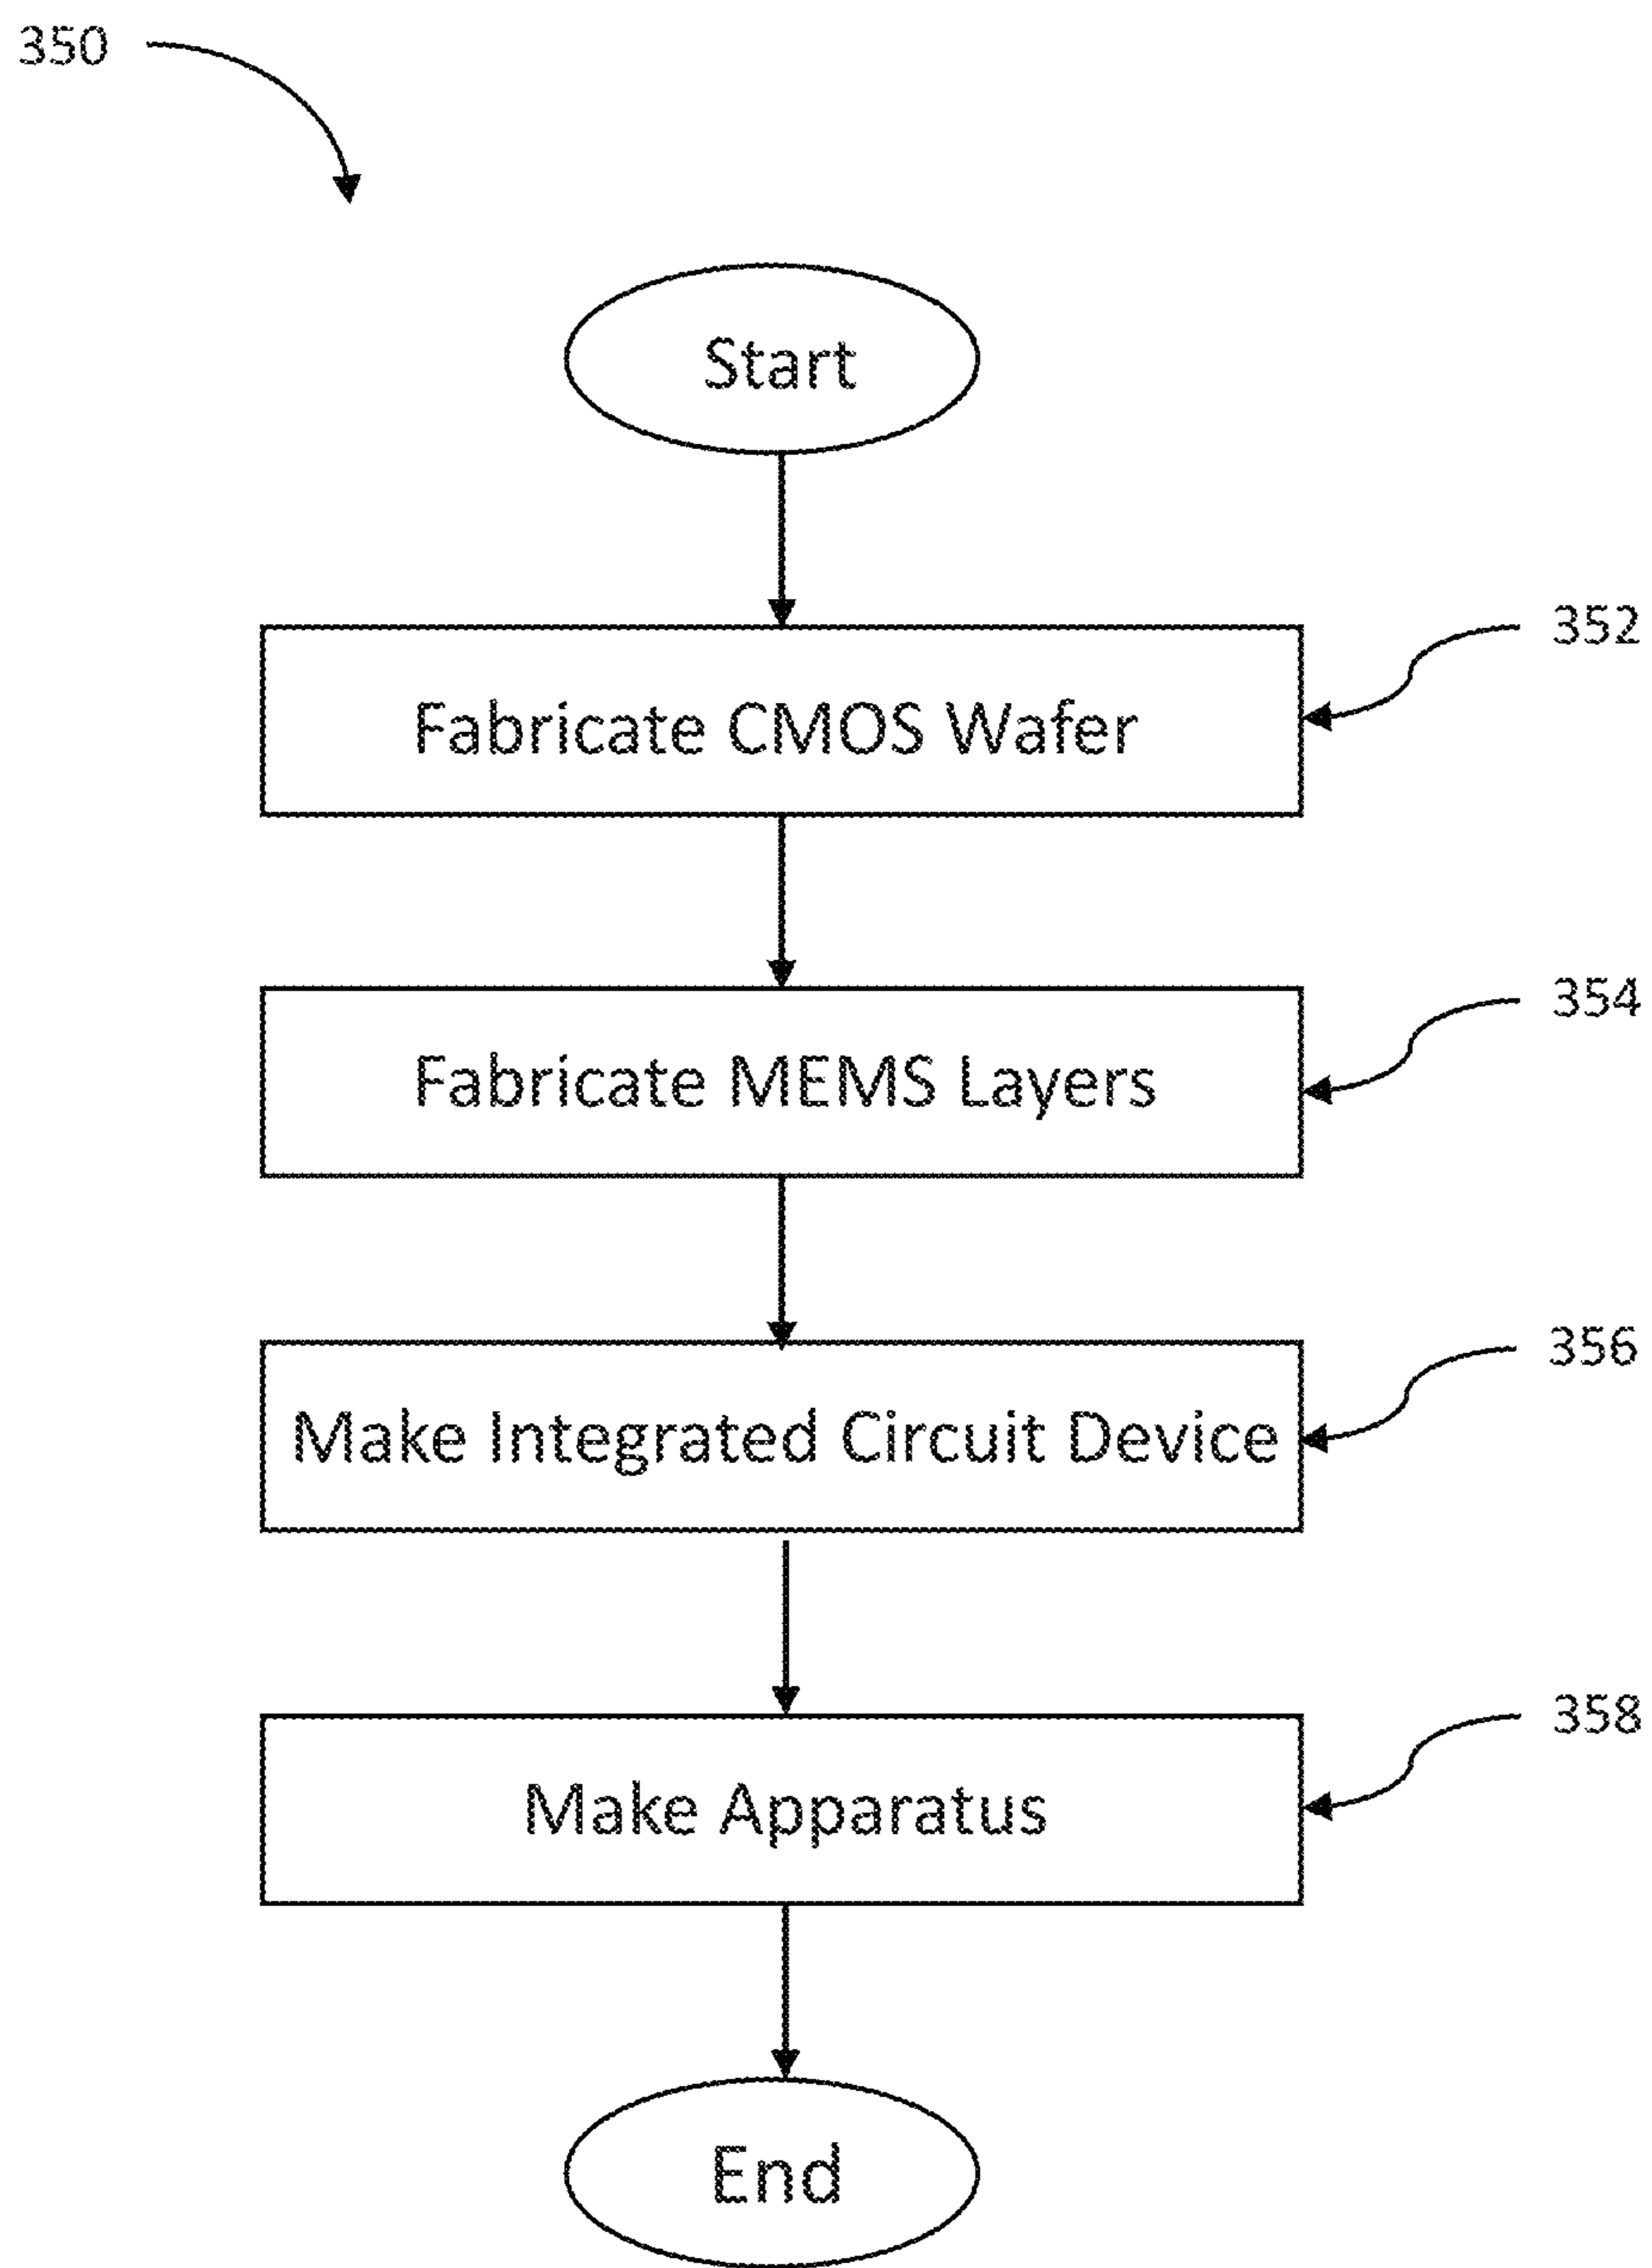 350
Start
352
Fabricate CMOS Wafer
354
Fabricate MEMS Layers
356
Make Integrated Circuit Device
358
Make Apparatus
End